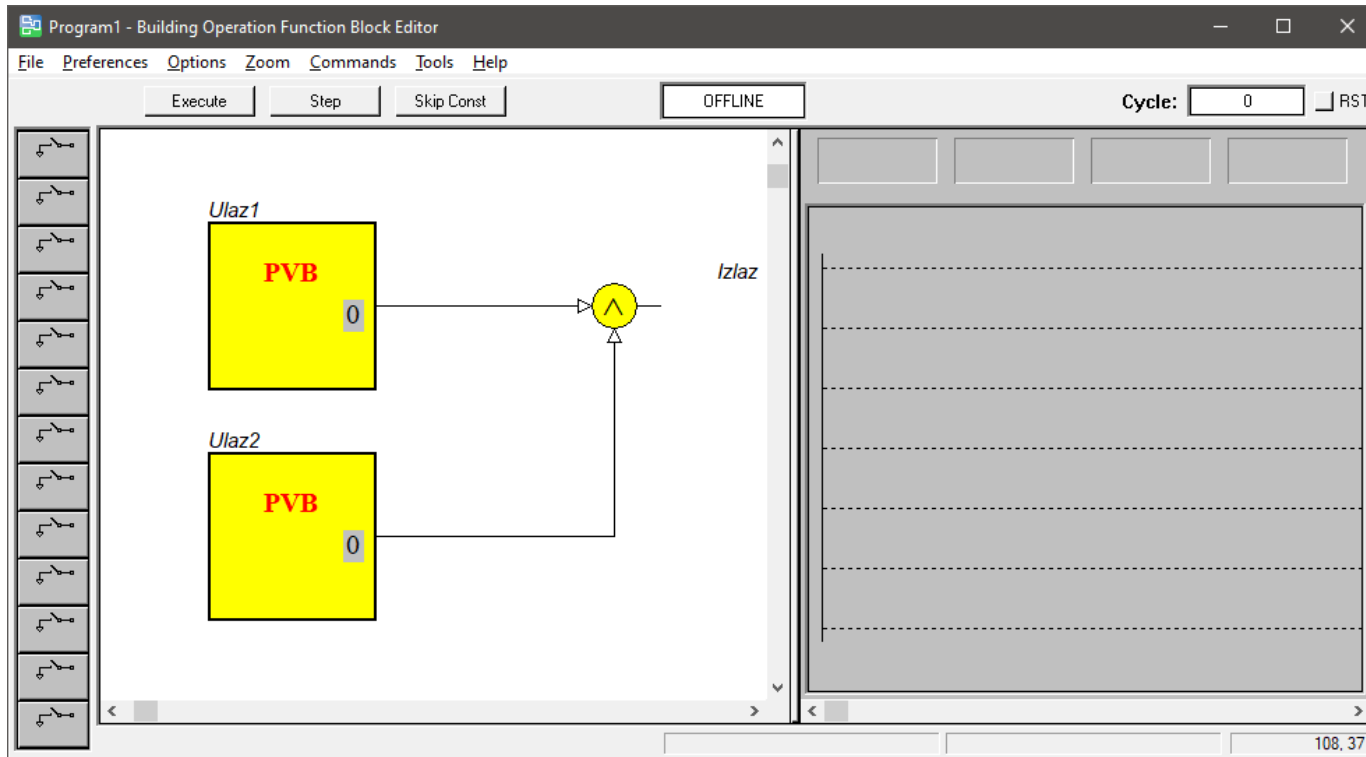 Program1 - Building Operation Function Block Editor
File Preferences Options Zoom Commands Tools Help
Execute Step Skip Const OFFLINE Cycle: 0 RST
Ulaz1
PVB
0
Izlaz
Ulaz2
PVB
0
108, 37